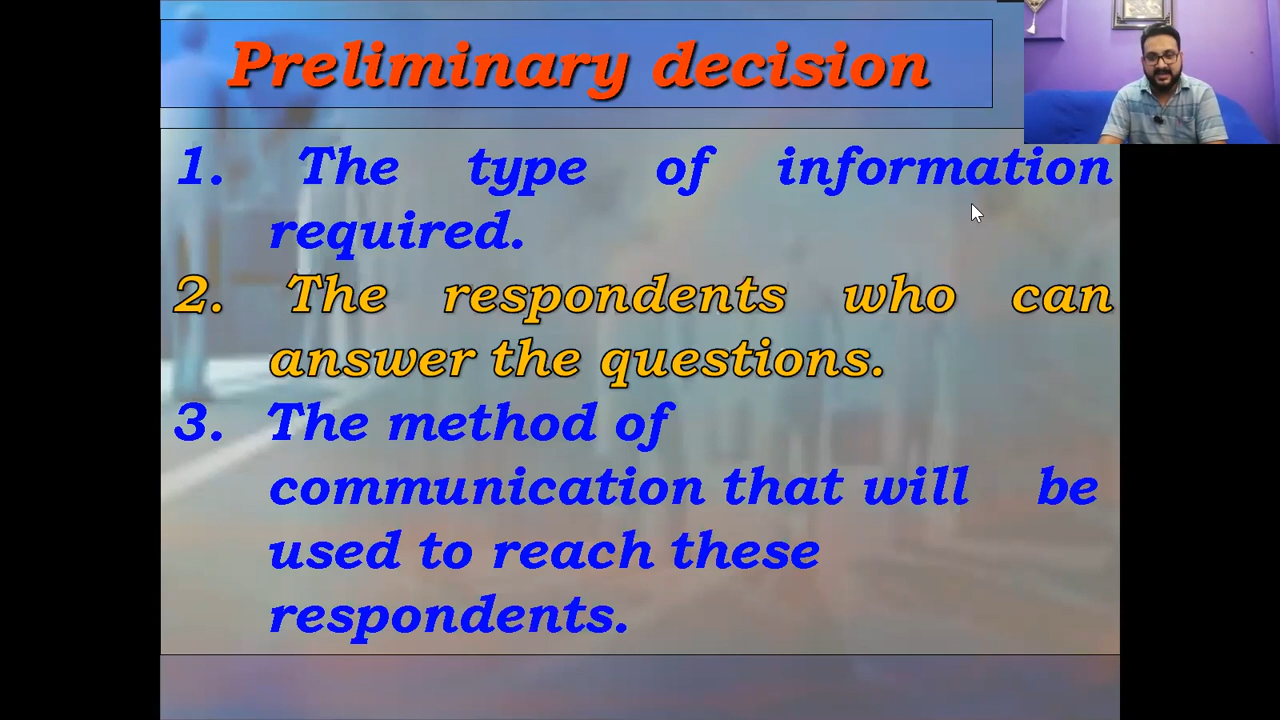 Preliminary decision
1. The type of information
required.
2. The respondents who can
answer the questions.
3. The method of
communication that will be
used to reach these
respondents.